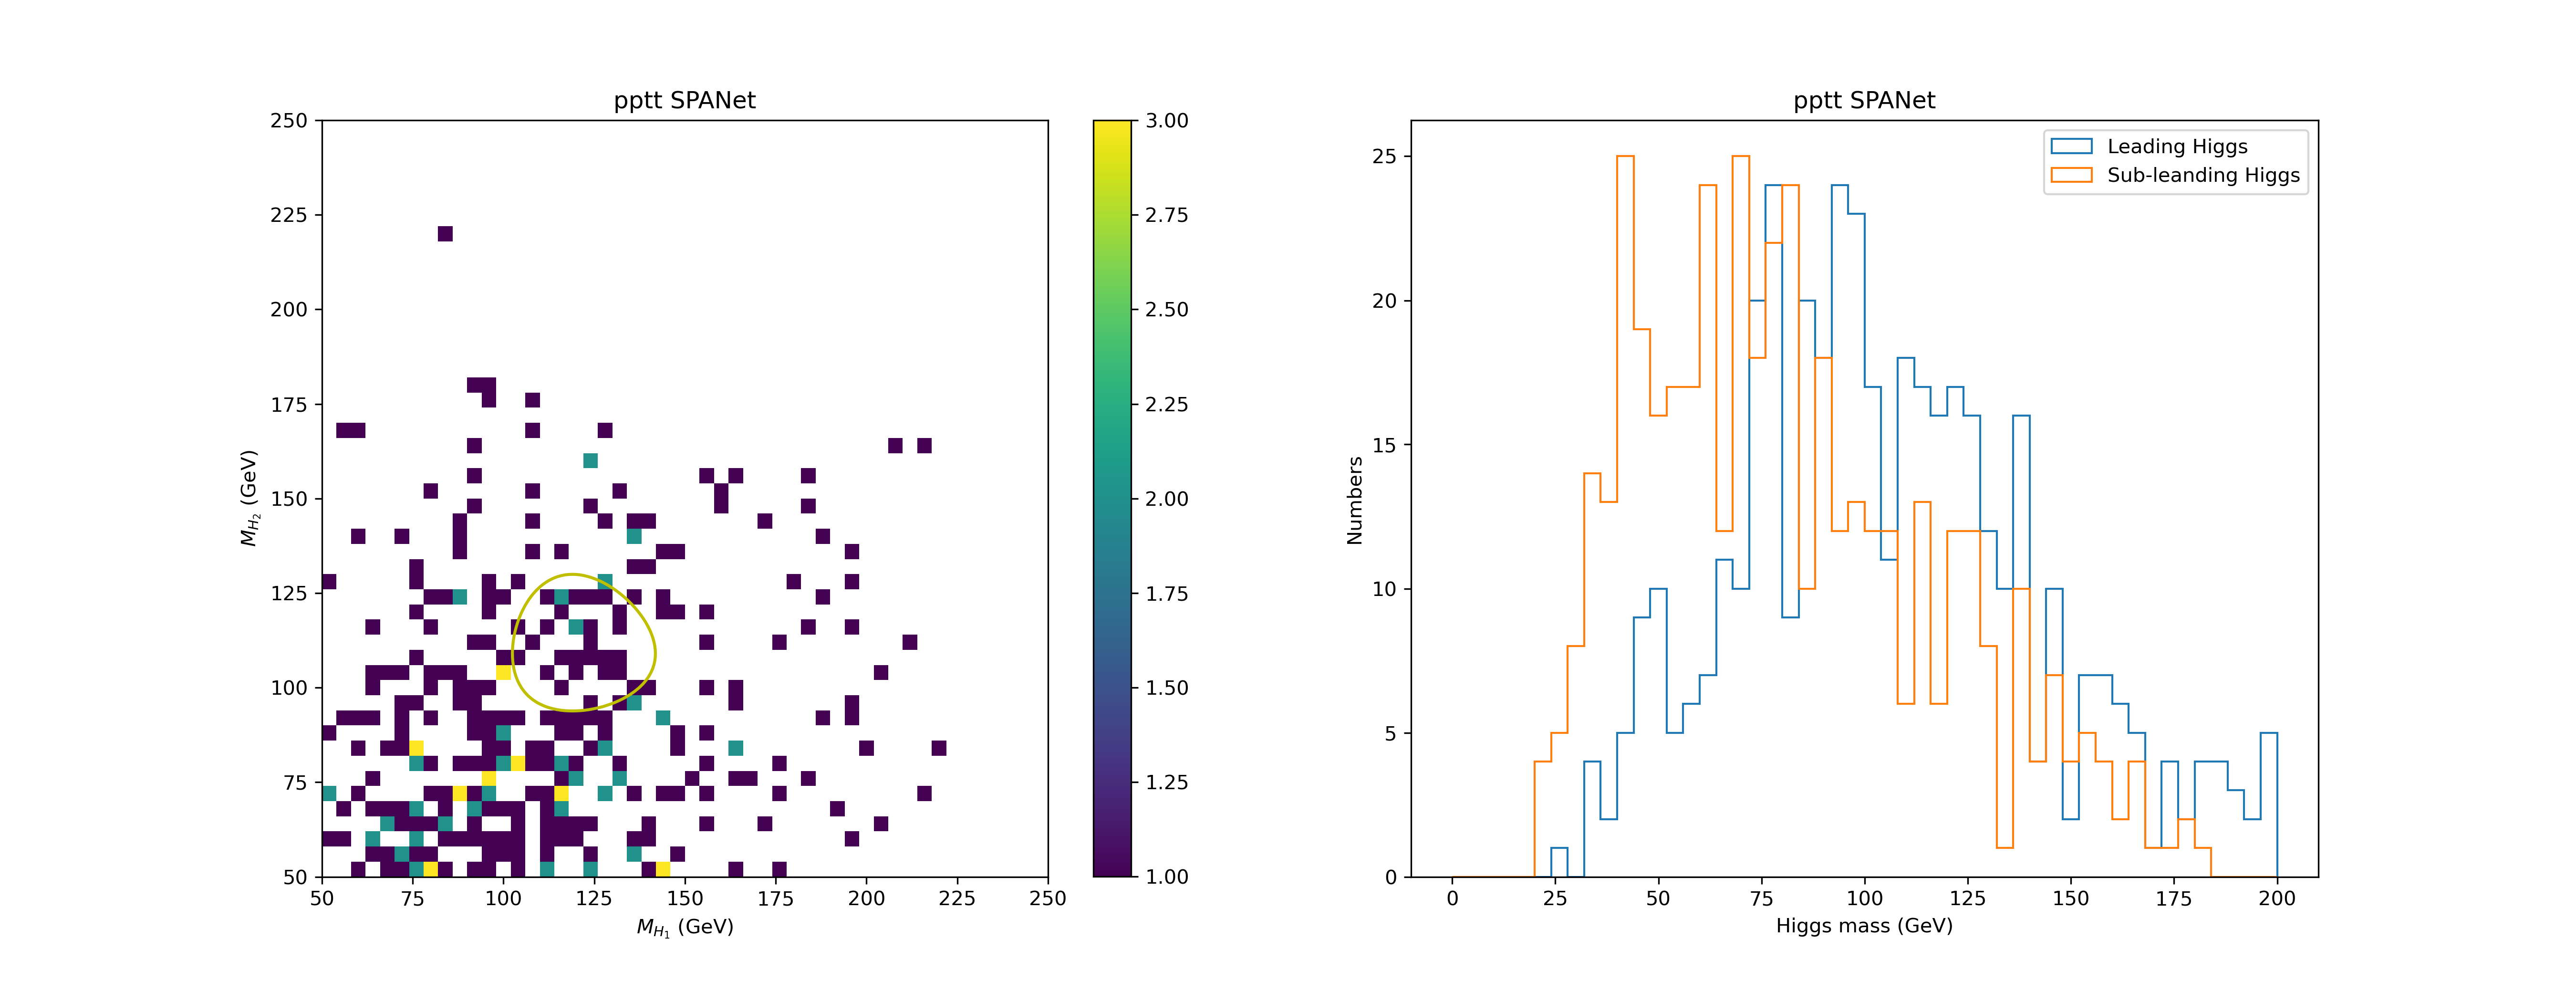 pptt SPANet
250
225
200
175
150
125
100
75
50
M_{H_2} (GeV)
50 75 100 125 150 175 200 225 250
M_{H_1} (GeV)
3.00
2.75
2.50
2.25
2.00
1.75
1.50
1.25
1.00
pptt SPANet
Leading Higgs
Sub-leanding Higgs
25
20
15
10
5
0
Numbers
0 25 50 75 100 125 150 175 200
Higgs mass (GeV)